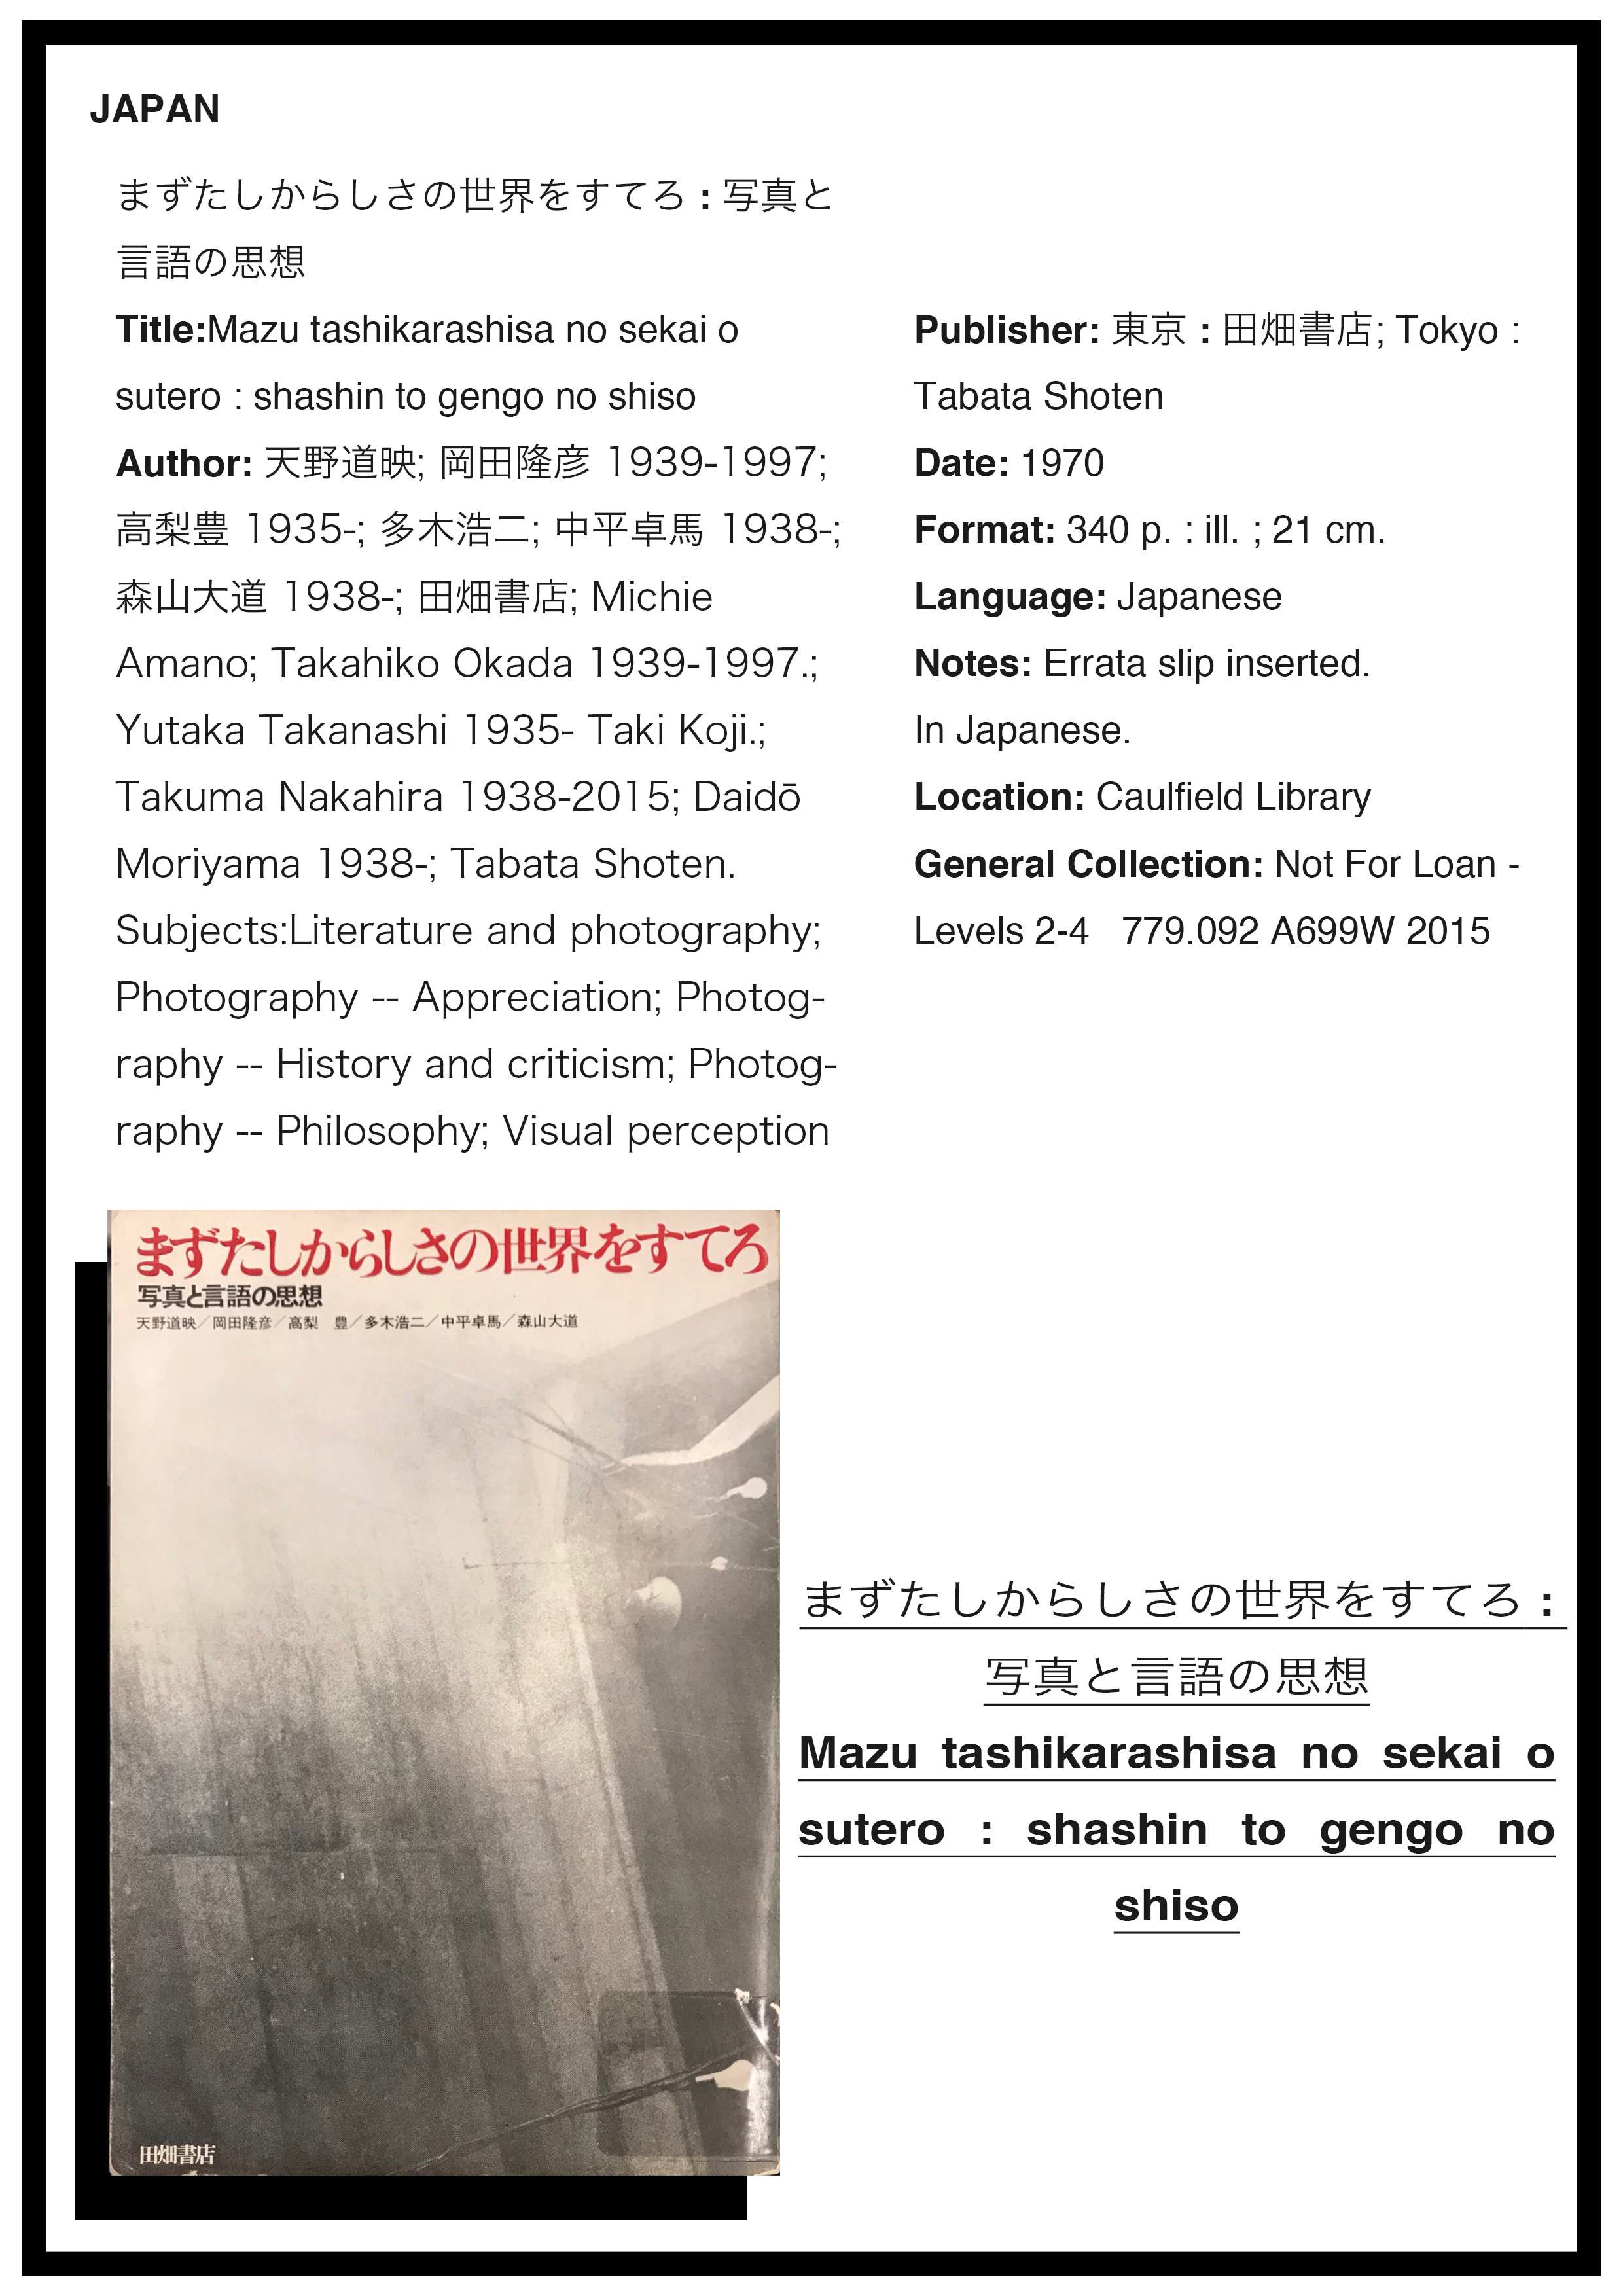 JAPAN
まずたしからしさの世界をすてろ : 写真と
言語の思想
Title:Mazu tashikarashisa no sekai o
sutero : shashin to gengo no shiso
Author: 天野道映; 岡田隆彦 1939-1997;
高梨豊 1935-; 多木浩二; 中平卓馬 1938-;
森山大道 1938-; 田畑書店; Michie
Amano; Takahiko Okada 1939-1997.;
Yutaka Takanashi 1935- Taki Koji.;
Takuma Nakahira 1938-2015; Daidō
Moriyama 1938-; Tabata Shoten.
Subjects:Literature and photography;
Photography -- Appreciation; Photog-
raphy -- History and criticism; Photog-
raphy -- Philosophy; Visual perception
Publisher: 東京 : 田畑書店; Tokyo :
Tabata Shoten
Date: 1970
Format: 340 p. : ill. ; 21 cm.
Language: Japanese
Notes: Errata slip inserted.
In Japanese.
Location: Caulfield Library
General Collection: Not For Loan -
Levels 2-4 779.092 A699W 2015
まずたしからしさの世界をすてろ
写真と言語の思想
天野道映／岡田隆彦／高梨 豊／多木浩二／中平卓馬／森山大道
田畑書店
まずたしからしさの世界をすてろ :
写真と言語の思想
Mazu tashikarashisa no sekai o
sutero : shashin to gengo no
shiso